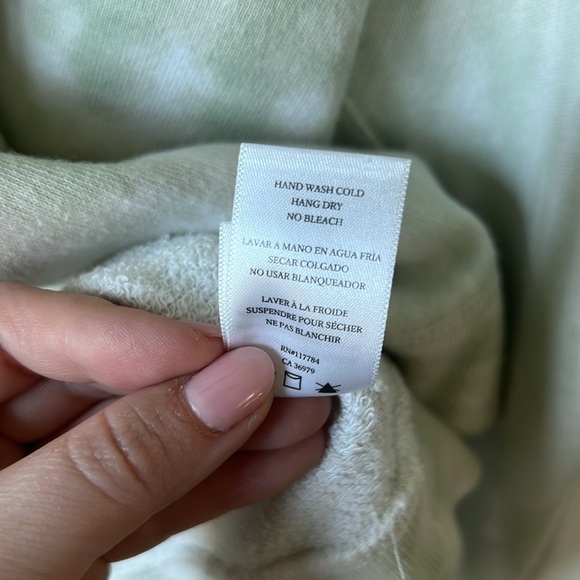 HAND WASH COLD
HANG DRY
NO BLEACH
LAVAR A MANO EN AGUA FRIA
SECAR COLGADO
NO USAR BLANQUEADOR
LAVER À LA FROIDE
SUSPENDRE POUR SÉCHER
NE PAS BLANCHIR
RN#117784
CA 36979